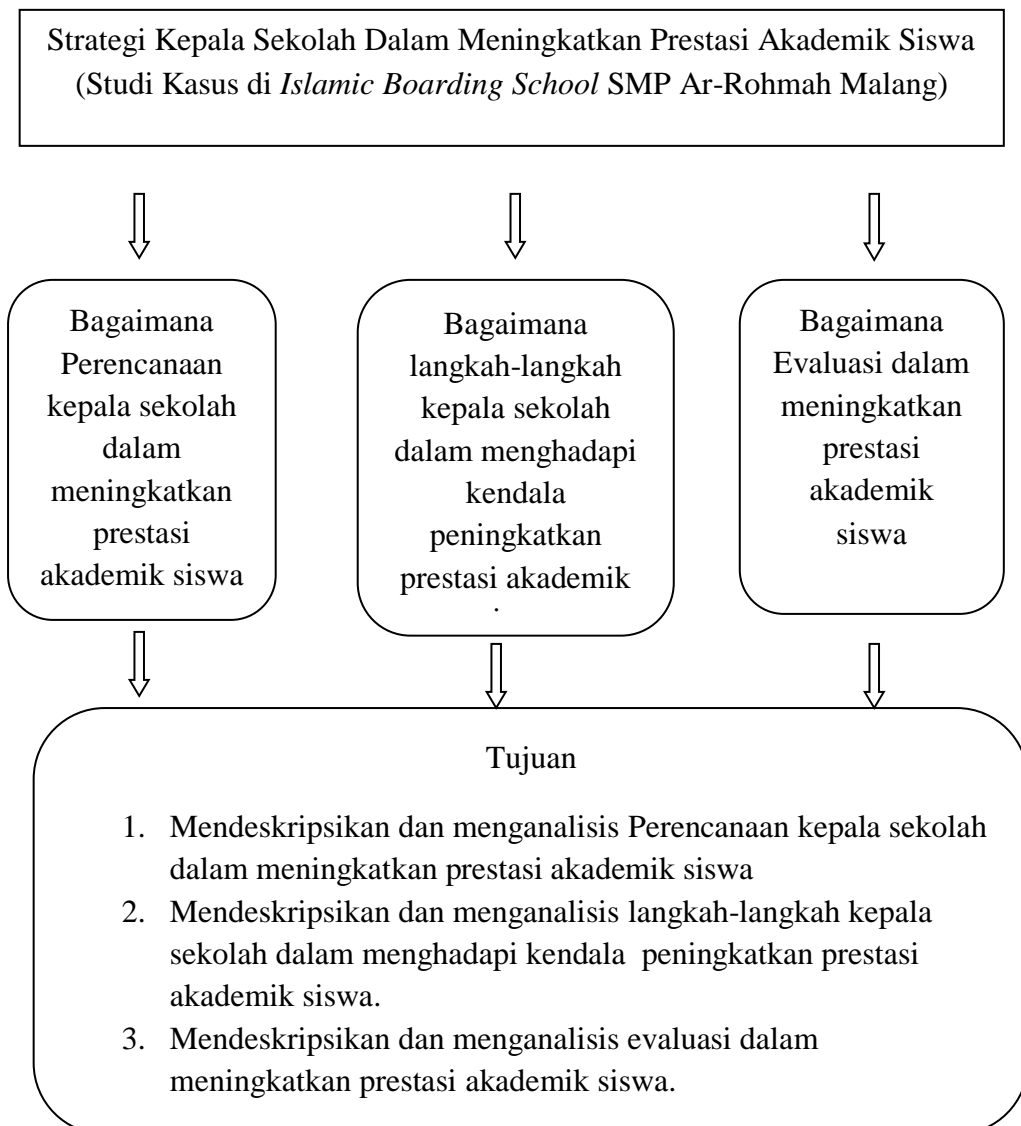 Strategi Kepala Sekolah Dalam Meningkatkan Prestasi Akademik Siswa
(Studi Kasus di Islamic Boarding School SMP Ar-Rohmah Malang)
Bagaimana
Perencanaan
kepala sekolah
dalam
meningkatkan
prestasi
akademik siswa
Bagaimana
langkah-langkah
kepala sekolah
dalam menghadapi
kendala
peningkatkan
prestasi akademik
Bagaimana
Evaluasi dalam
meningkatkan
prestasi
akademik
siswa
Tujuan
1. Mendeskripsikan dan menganalisis Perencanaan kepala sekolah
dalam meningkatkan prestasi akademik siswa
2. Mendeskripsikan dan menganalisis langkah-langkah kepala
sekolah dalam menghadapi kendala peningkatkan prestasi
akademik siswa.
3. Mendeskripsikan dan menganalisis evaluasi dalam
meningkatkan prestasi akademik siswa.